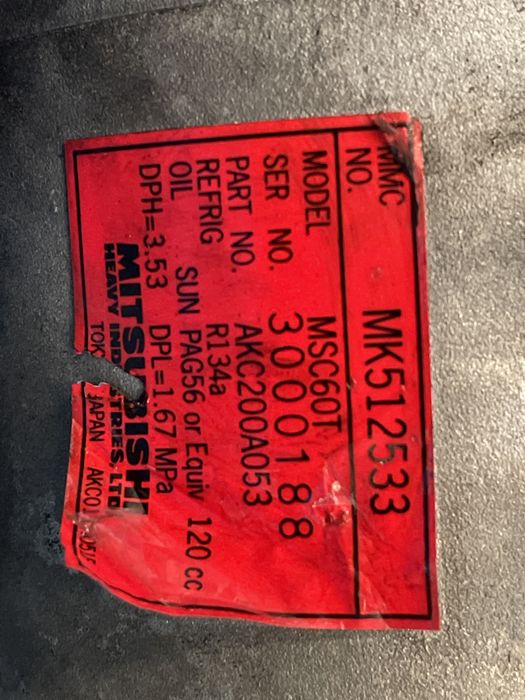 MMC NO. MK512533
MODEL MSC60T
SER NO. 3000188
PART NO. AKC200A053
REFRIG R134a
OIL SUN PAG56 or Equiv 120 cc
DPH=3.53 DPL=1.67 MPa
MITSUBISHI
HEAVY INDUSTRIES, LTD
JAPAN